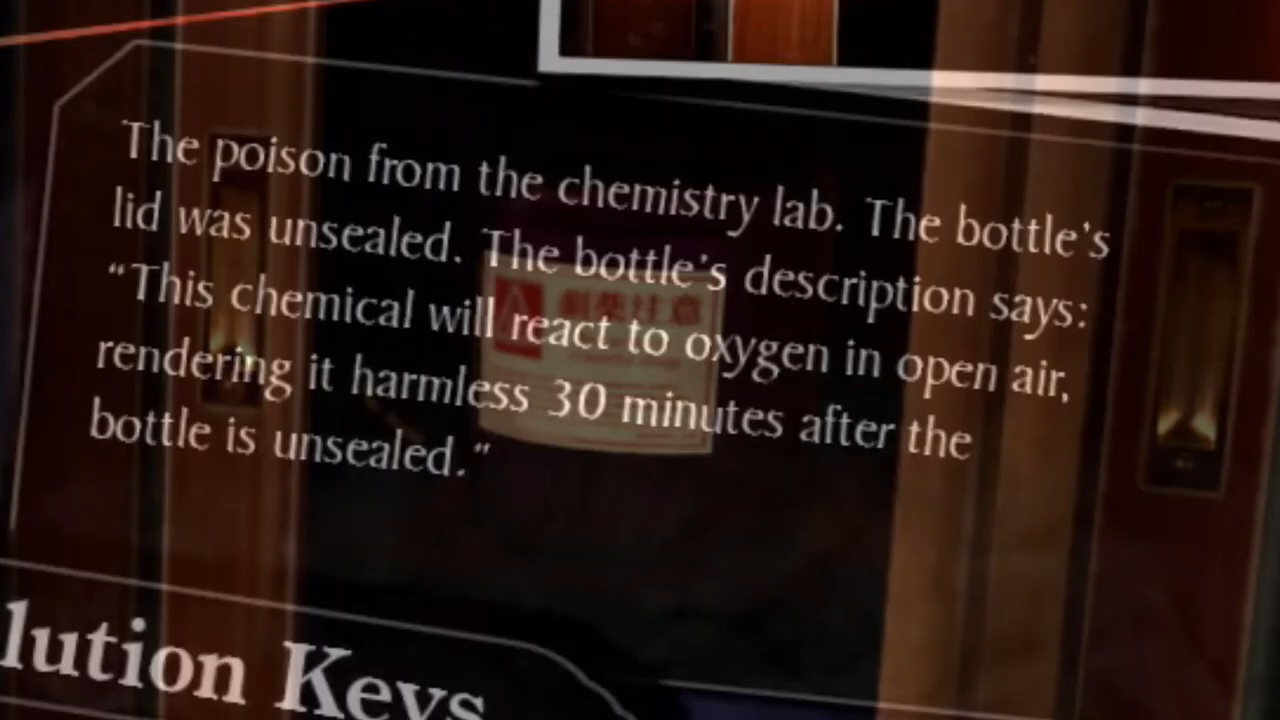 The poison from the chemistry lab. The bottle's
lid was unsealed. The bottle's description says:
“This chemical will react to oxygen in open air,
rendering it harmless 30 minutes after the
bottle is unsealed.”
lution Keys